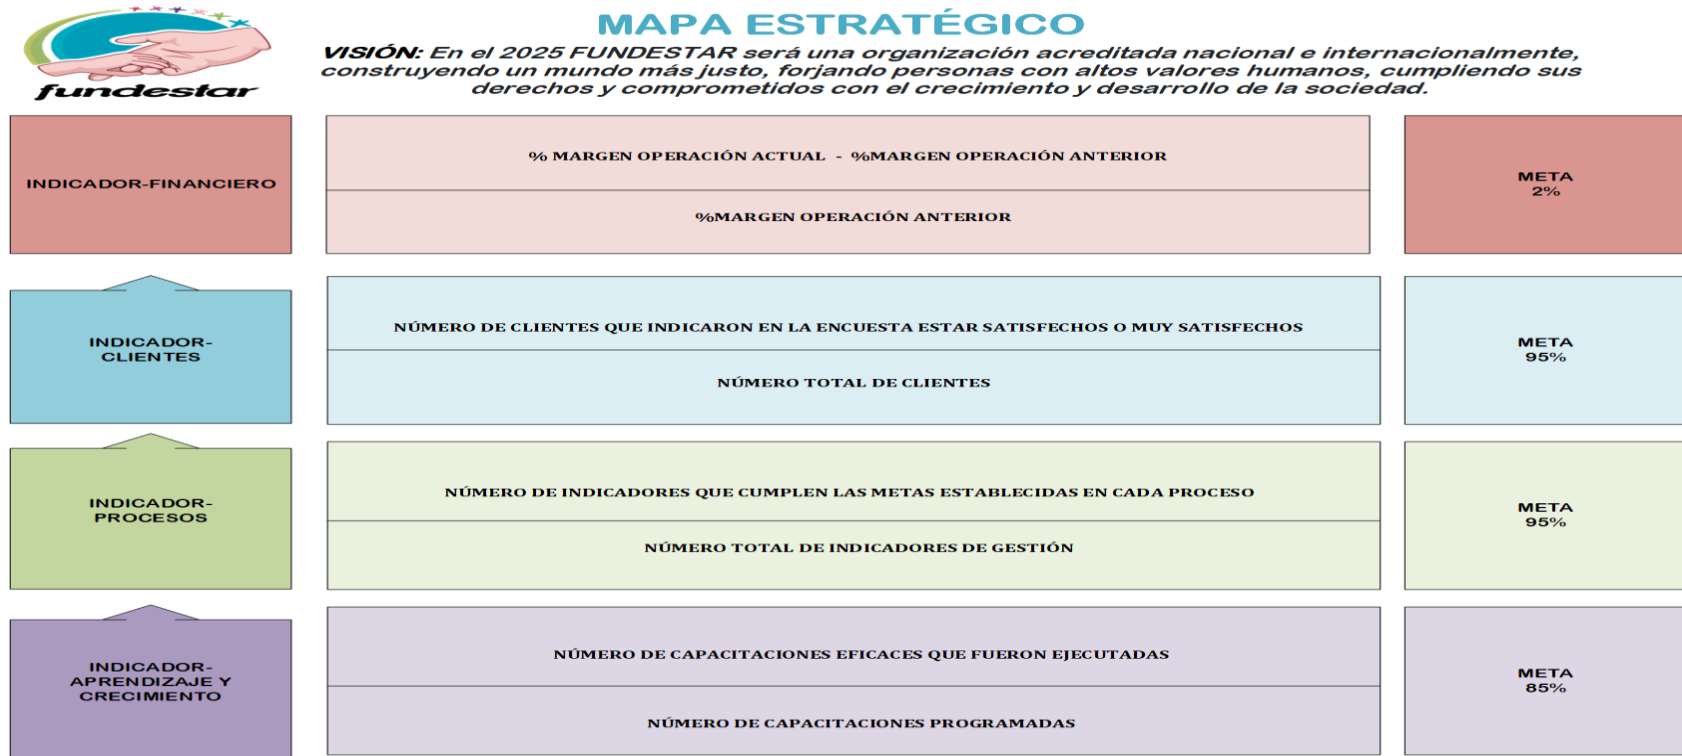 fundestar
MAPA ESTRATÉGICO
VISIÓN: En el 2025 FUNDESTAR será una organización acreditada nacional e internacionalmente,
construyendo un mundo más justo, forjando personas con altos valores humanos, cumpliendo sus
derechos y comprometidos con el crecimiento y desarrollo de la sociedad.
INDICADOR-FINANCIERO
% MARGEN OPERACIÓN ACTUAL - %MARGEN OPERACIÓN ANTERIOR
%MARGEN OPERACIÓN ANTERIOR
META
2%
INDICADOR-
CLIENTES
NÚMERO DE CLIENTES QUE INDICARON EN LA ENCUESTA ESTAR SATISFECHOS O MUY SATISFECHOS
NÚMERO TOTAL DE CLIENTES
META
95%
INDICADOR-
PROCESOS
NÚMERO DE INDICADORES QUE CUMPLEN LAS METAS ESTABLECIDAS EN CADA PROCESO
NÚMERO TOTAL DE INDICADORES DE GESTIÓN
META
95%
INDICADOR-
APRENDIZAJE Y
CRECIMIENTO
NÚMERO DE CAPACITACIONES EFICACES QUE FUERON EJECUTADAS
NÚMERO DE CAPACITACIONES PROGRAMADAS
META
85%